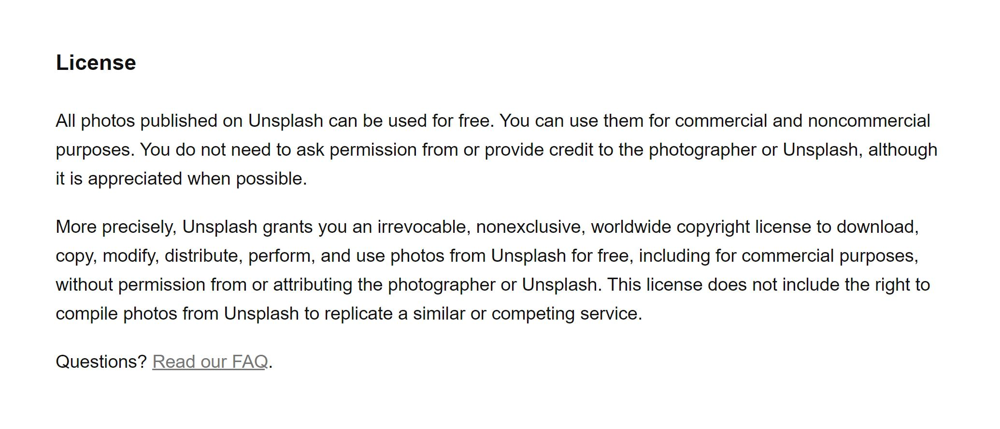 License
All photos published on Unsplash can be used for free. You can use them for commercial and noncommercial
purposes. You do not need to ask permission from or provide credit to the photographer or Unsplash, although
it is appreciated when possible.
More precisely, Unsplash grants you an irrevocable, nonexclusive, worldwide copyright license to download,
copy, modify, distribute, perform, and use photos from Unsplash for free, including for commercial purposes,
without permission from or attributing the photographer or Unsplash. This license does not include the right to
compile photos from Unsplash to replicate a similar or competing service.
Questions? Read our FAQ.